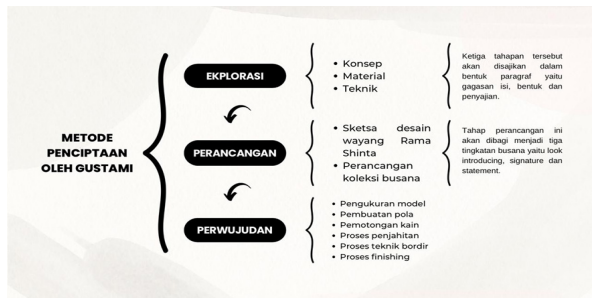 METODE
PENCIPTAAN
OLEH GUSTAMI
EKPLORASI
• Konsep
• Material
• Teknik
Ketiga tahapan tersebut
akan disajikan dalam
bentuk paragraf yaitu
gagasan isi, bentuk dan
penyajian.
PERANCANGAN
• Sketsa desain
wayang Rama
Shinta
• Perancangan
koleksi busana
Tahap perancangan ini
akan dibagi menjadi tiga
tingkatan busana yaitu look
introducing, signature dan
statement.
PERWUJUDAN
• Pengukuran model
• Pembuatan pola
• Pemotongan kain
• Proses penjahitan
• Proses teknik bordir
• Proses finishing